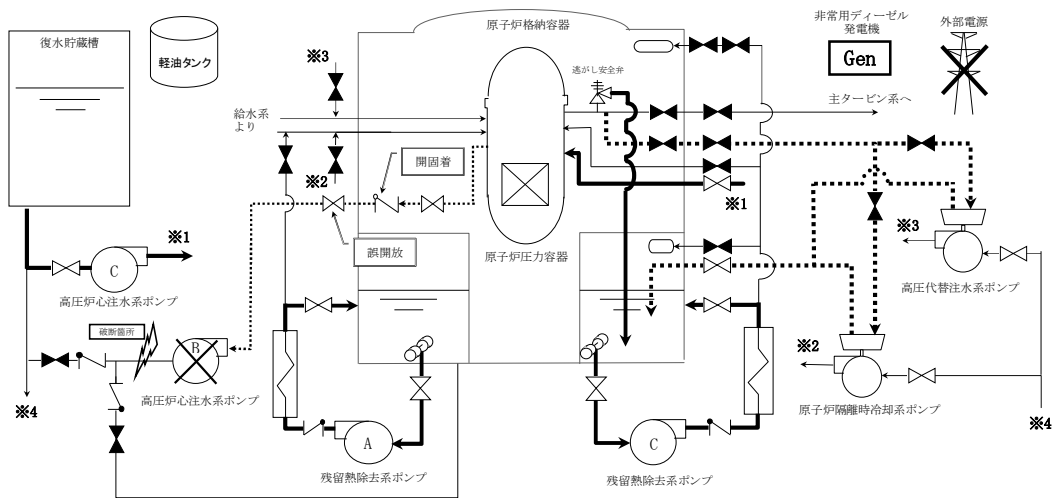 復水貯蔵槽
軽油タンク
原子炉格納容器
非常用ディーゼル
発電機
Gen
外部電源
※3
逃がし安全弁
主タービン系へ
給水系
より
開固着
※2
※1
誤開放
原子炉圧力容器
※1
C
高圧炉心注水系ポンプ
※3
高圧代替注水系ポンプ
破断箇所
B
高圧炉心注水系ポンプ
※4
※2
原子炉隔離時冷却系ポンプ
※4
A
残留熱除去系ポンプ
C
残留熱除去系ポンプ